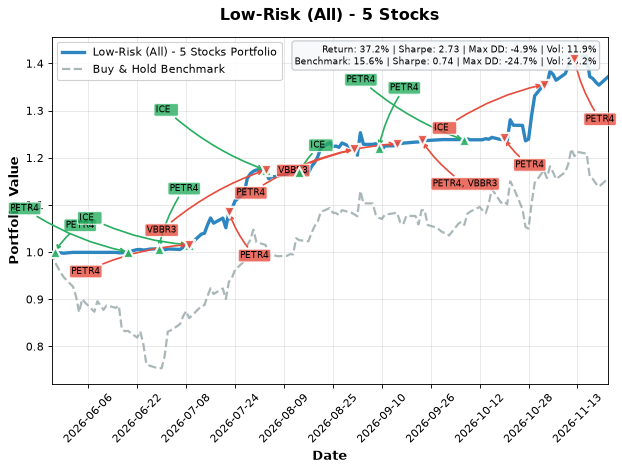 Low-Risk (All) - 5 Stocks
Low-Risk (All) - 5 Stocks Portfolio
Buy & Hold Benchmark
Return: 37.2% | Sharpe: 2.73 | Max DD: -4.9% | Vol: 11.9%
Benchmark: 15.6% | Sharpe: 0.74 | Max DD: -24.7% | Vol:
PETR4
PETR4
ICE
PETR4
ICE
ICE
VBBR3
PETR4
PETR4
PETR4
PETR4
ICE
PETR4
VBBR3
PETR4, VBBR3
PETR4
PETR4
PETR4
1.4
1.3
1.2
1.1
1.0
0.9
0.8
Portfolio Value
2026-06-06
2026-06-22
2026-07-08
2026-07-24
2026-08-09
2026-08-25
2026-09-10
2026-09-26
2026-10-12
2026-10-28
2026-11-13
Date